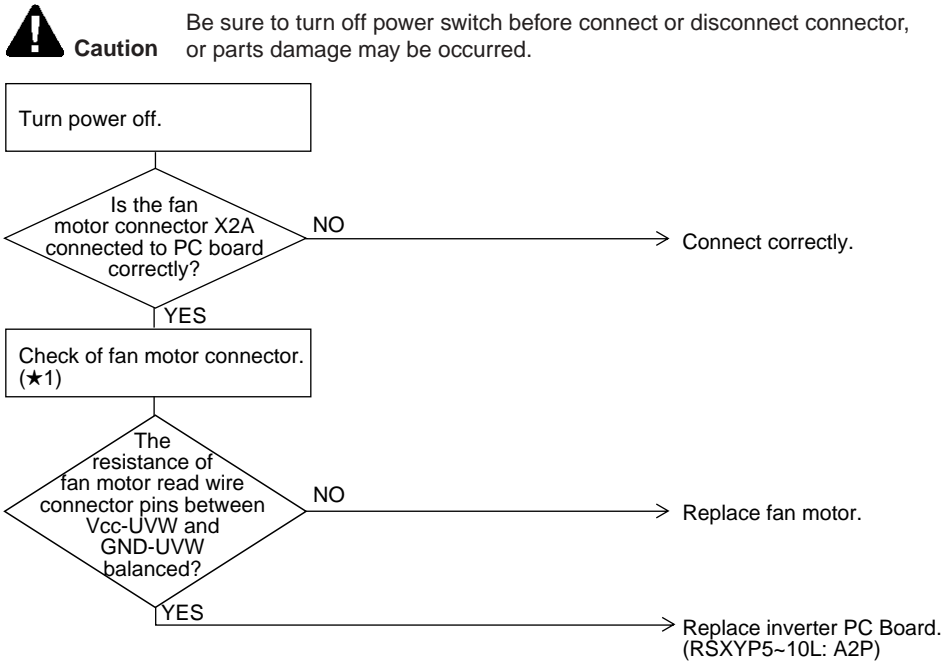 Be sure to turn off power switch before connect or disconnect connector,
Caution or parts damage may be occurred.
Turn power off.
Is the fan
motor connector X2A
connected to PC board
correctly?
NO
Connect correctly.
YES
Check of fan motor connector.
(★1)
The
resistance of
fan motor read wire
connector pins between
Vcc-UVW and
GND-UVW
balanced?
NO
Replace fan motor.
YES
Replace inverter PC Board.
(RSXYP5~10L: A2P)